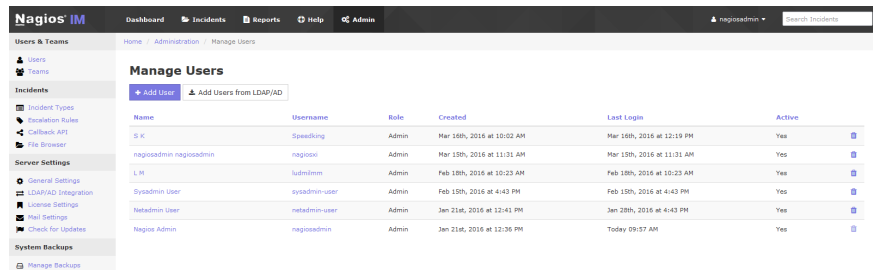 Nagios IM
Dashboard Incidents Reports Help Admin nagiosadmin Search Incidents
Users & Teams
Users
Teams
Incidents
Incident Types
Escalation Rules
Callback API
File Browser
Server Settings
General Settings
LDAP/AD Integration
License Settings
Mail Settings
Check for Updates
System Backups
Manage Backups
Home / Administration / Manage Users
Manage Users
+ Add User Add Users from LDAP/AD
Name Username Role Created Last Login Active
S K Speedking Admin Mar 16th, 2016 at 10:02 AM Mar 16th, 2016 at 12:19 PM Yes
nagiosadmin nagiosadmin nagiosxi Admin Mar 15th, 2016 at 11:31 AM Mar 15th, 2016 at 11:31 AM Yes
L M ludmilmm Admin Feb 18th, 2016 at 10:23 AM Feb 18th, 2016 at 10:23 AM Yes
Sysadmin User sysadmin-user Admin Feb 15th, 2016 at 4:43 PM Feb 15th, 2016 at 4:43 PM Yes
Netadmin User netadmin-user Admin Jan 21st, 2016 at 12:41 PM Jan 28th, 2016 at 4:43 PM Yes
Nagios Admin nagiosadmin Admin Jan 21st, 2016 at 12:36 PM Today 09:57 AM Yes